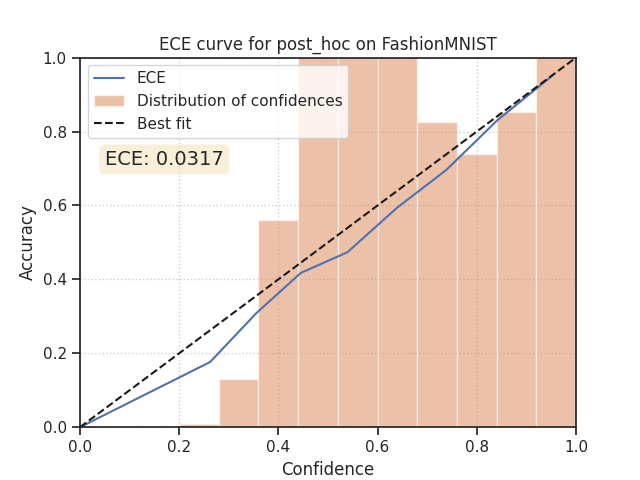 ECE curve for post_hoc on FashionMNIST
ECE
Distribution of confidences
Best fit
ECE: 0.0317
Accuracy
1.0
0.8
0.6
0.4
0.2
0.0
0.0 0.2 0.4 0.6 0.8 1.0
Confidence